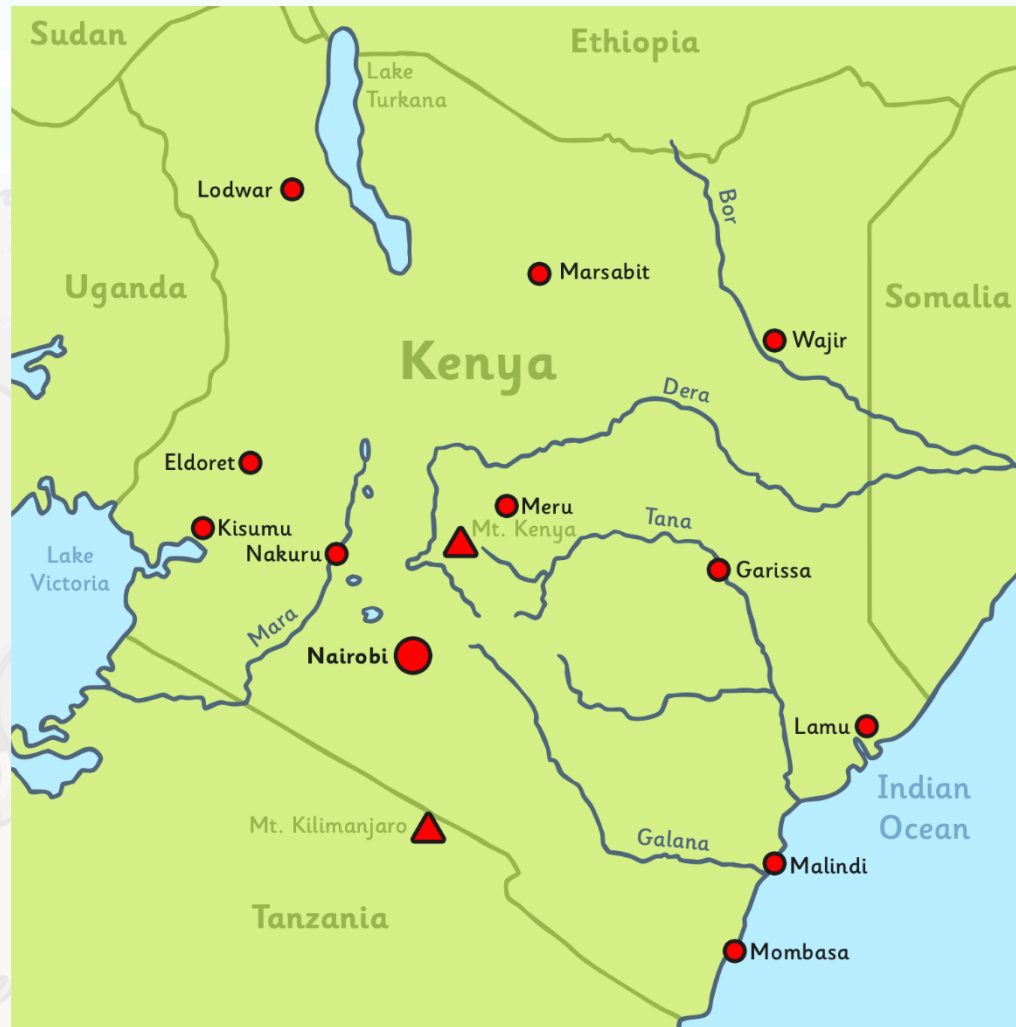 Sudan
Ethiopia
Lake
Turkana
Lodwar
Bor
Marsabit
Uganda
Somalia
Wajir
Kenya
Dera
Eldoret
Meru
Mt. Kenya
Tana
Kisumu
Nakuru
Lake
Victoria
Garissa
Mara
Nairobi
Lamu
Indian
Ocean
Mt. Kilimanjaro
Galana
Malindi
Tanzania
Mombasa